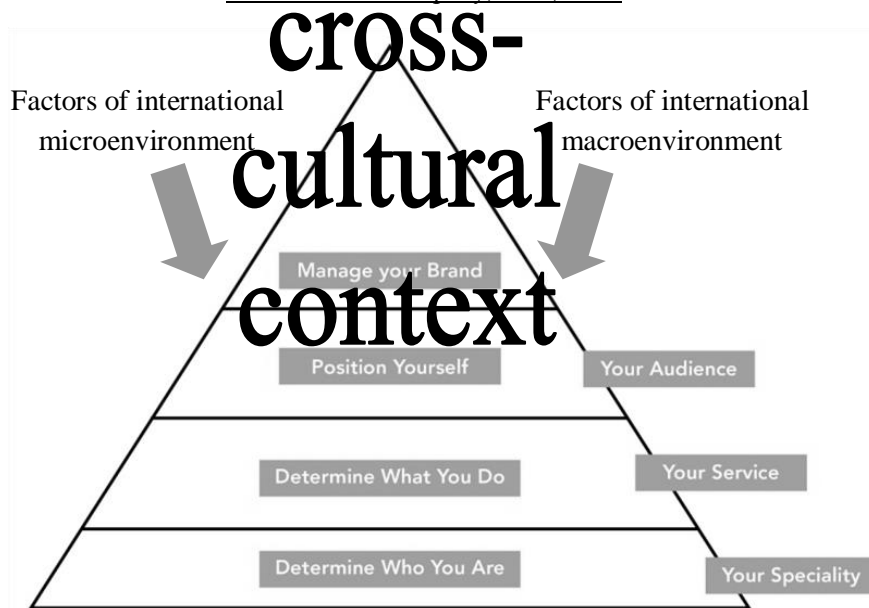 cross-
Factors of international
microenvironment
Factors of international
macroenvironment
cultural
Manage your Brand
context
Position Yourself
Your Audience
Determine What You Do
Your Service
Determine Who You Are
Your Speciality